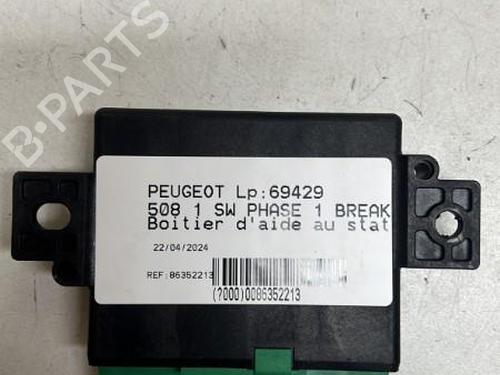 B-PARTS
PEUGEOT Lp:69429
508 1 SW PHASE 1 BREAK
Boitier d'aide au stat
22/04/2024
REF:86352213
(?000)0086352213